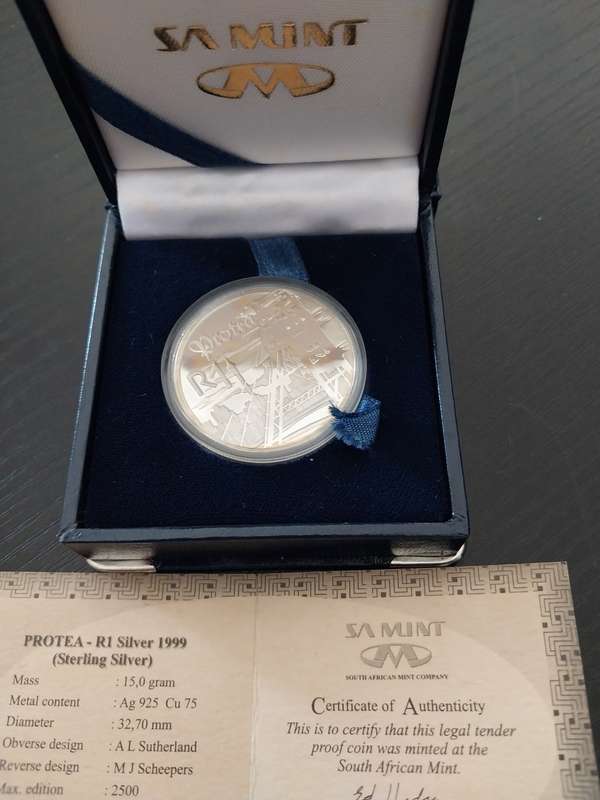 SA MINT
Protea
R1
PROTEA - R1 Silver 1999
(Sterling Silver)
Mass : 15,0 gram
Metal content : Ag 925 Cu 75
Diameter : 32,70 mm
Obverse design : A L Sutherland
Reverse design : M J Scheepers
Max. edition : 2500
SA MINT
SOUTH AFRICAN MINT COMPANY
Certificate of Authenticity
This is to certify that this legal tender
proof coin was minted at the
South African Mint.